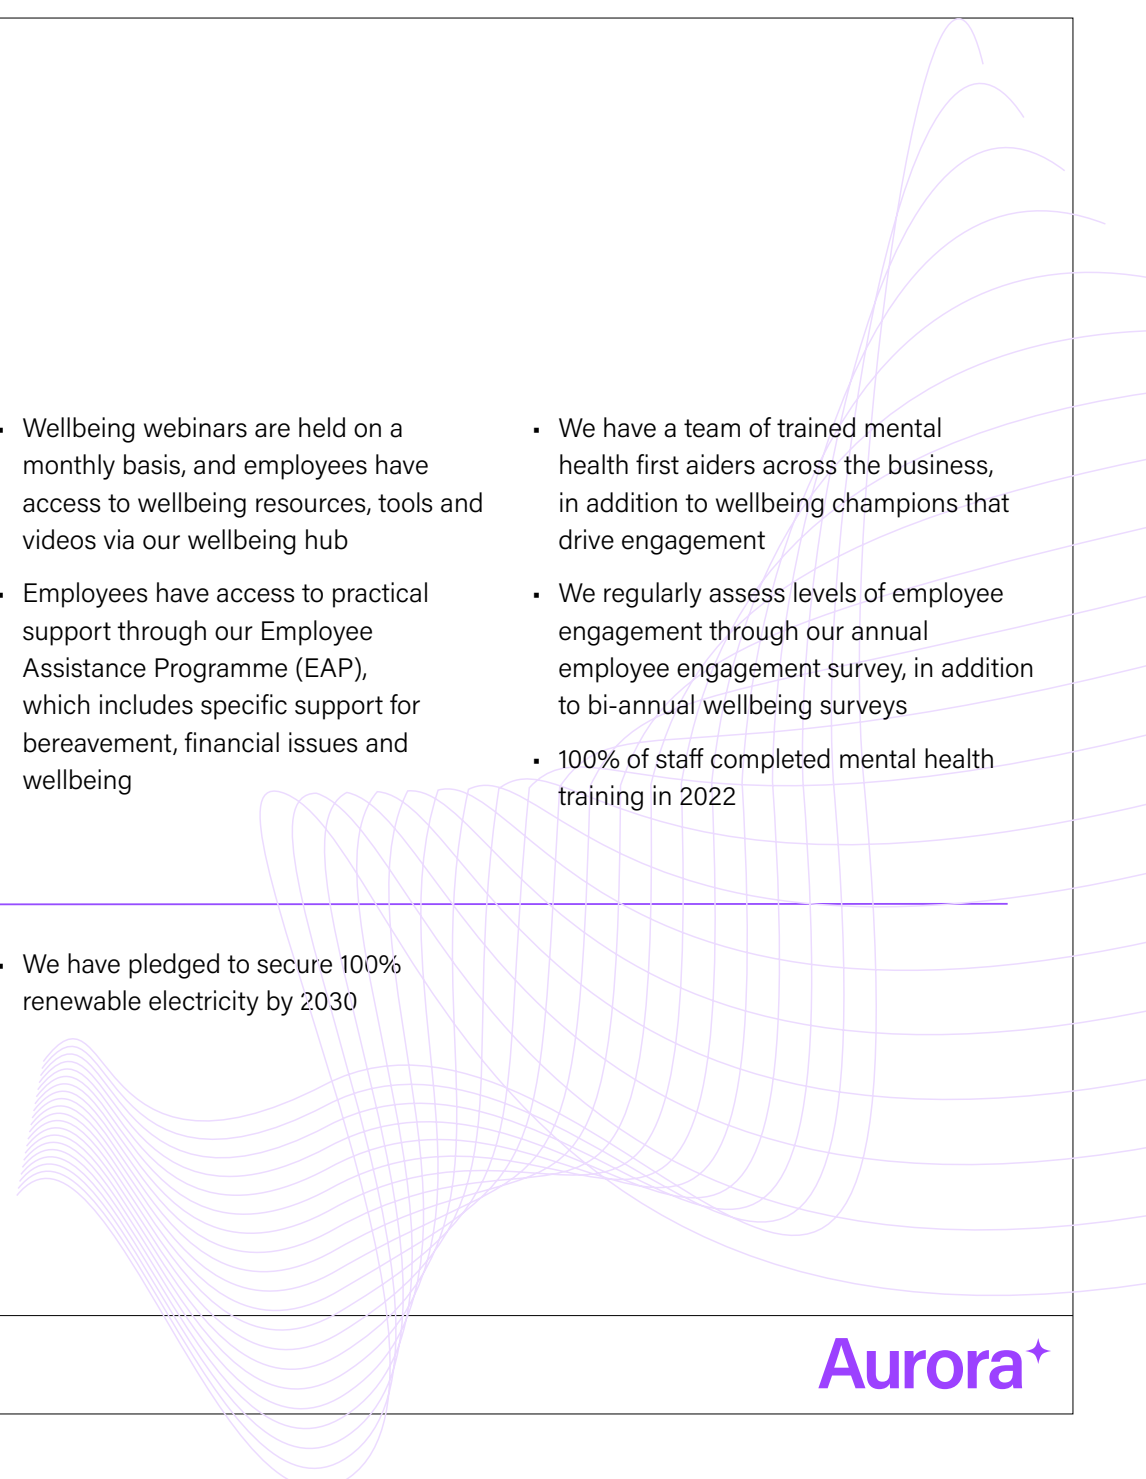 ▪ Wellbeing webinars are held on a
monthly basis, and employees have
access to wellbeing resources, tools and
videos via our wellbeing hub
▪ Employees have access to practical
support through our Employee
Assistance Programme (EAP),
which includes specific support for
bereavement, financial issues and
wellbeing
▪ We have a team of trained mental
health first aiders across the business,
in addition to wellbeing champions that
drive engagement
▪ We regularly assess levels of employee
engagement through our annual
employee engagement survey, in addition
to bi-annual wellbeing surveys
▪ 100% of staff completed mental health
training in 2022
▪ We have pledged to secure 100%
renewable electricity by 2030
Aurora